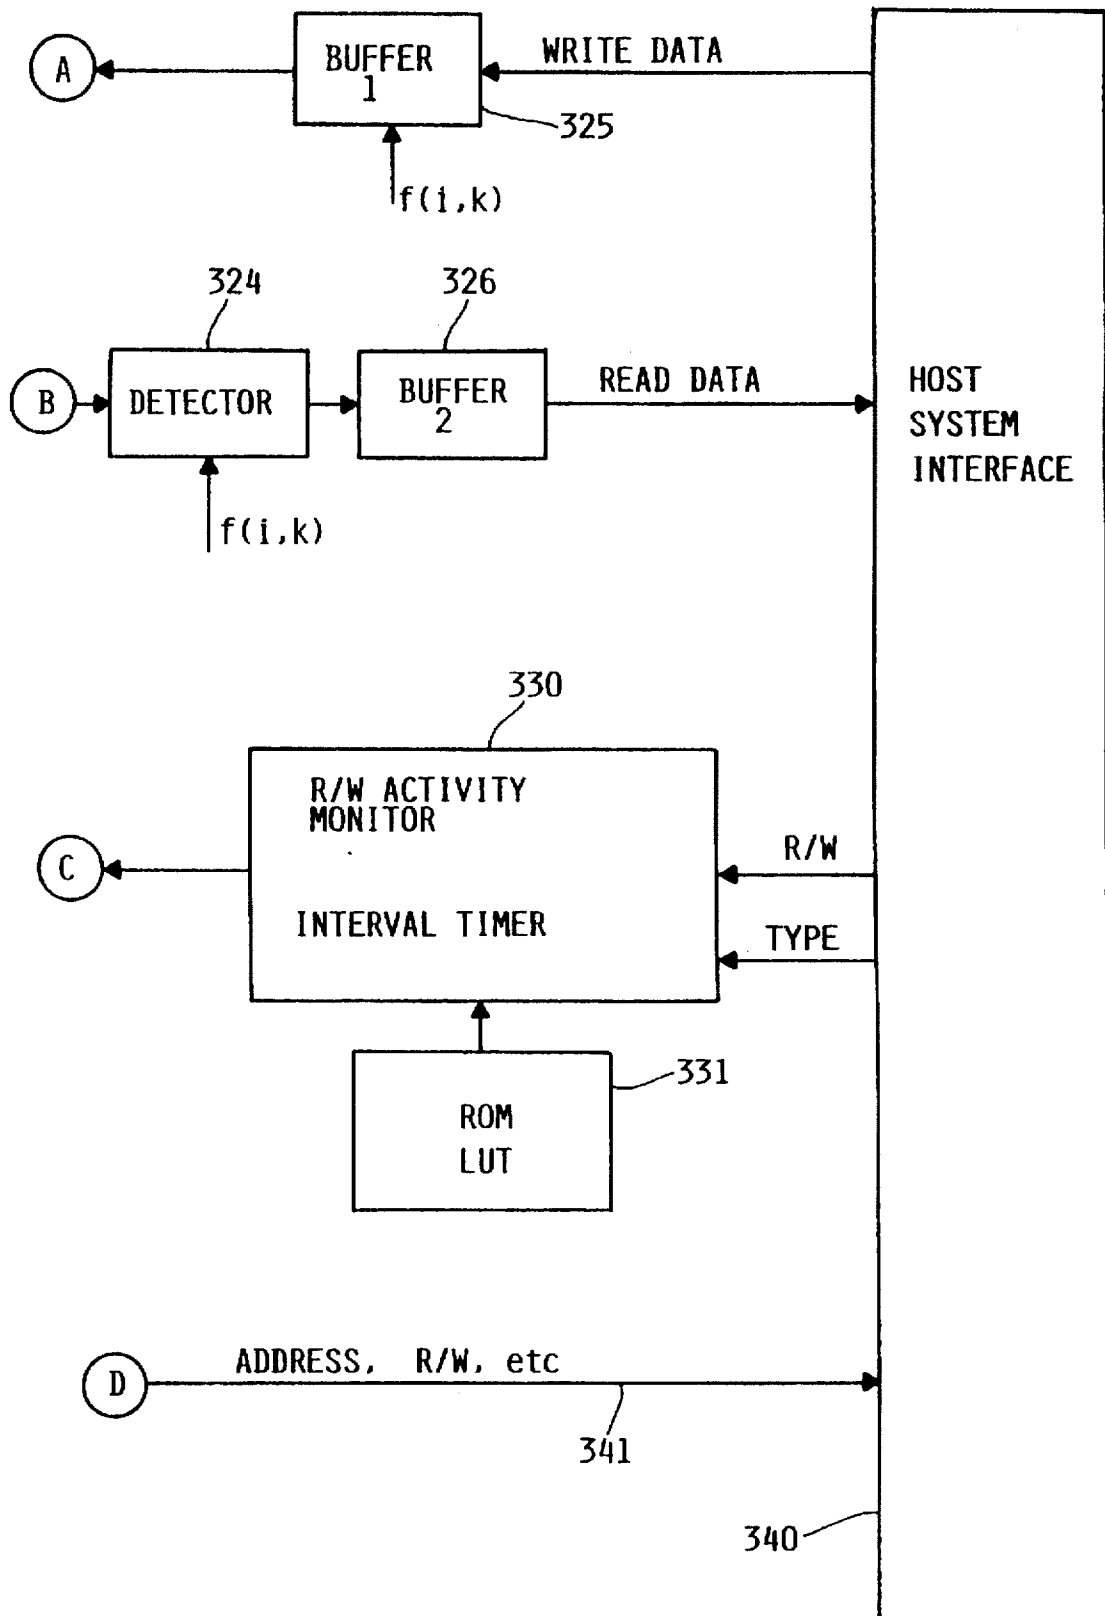 A
BUFFER
1
WRITE DATA
325
f(i,k)
324
326
B
DETECTOR
BUFFER
2
READ DATA
HOST
SYSTEM
INTERFACE
f(i,k)
330
R/W ACTIVITY
MONITOR
C
R/W
INTERVAL TIMER
TYPE
331
ROM
LUT
ADDRESS, R/W, etc
D
341
340